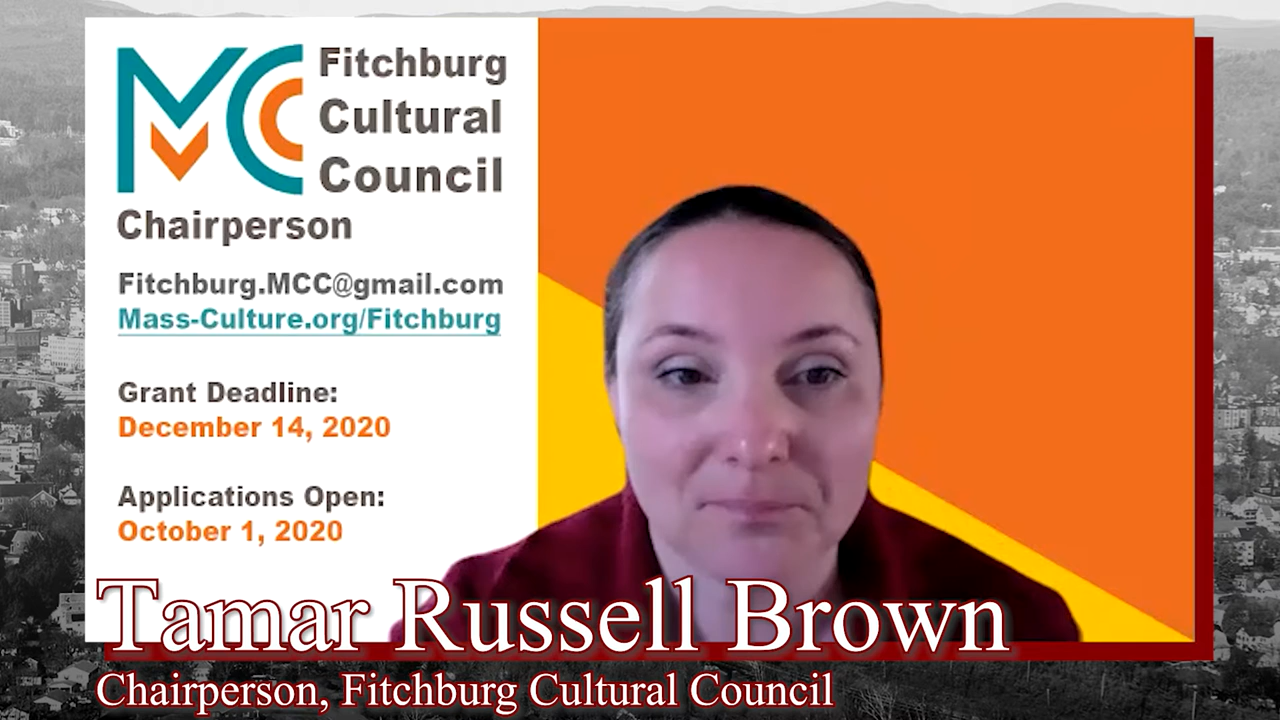 MCC
Fitchburg
Cultural
Council
Chairperson
Fitchburg.MCC@gmail.com
Mass-Culture.org/Fitchburg
Grant Deadline:
December 14, 2020
Applications Open:
October 1, 2020
Tamar Russell Brown
Chairperson, Fitchburg Cultural Council